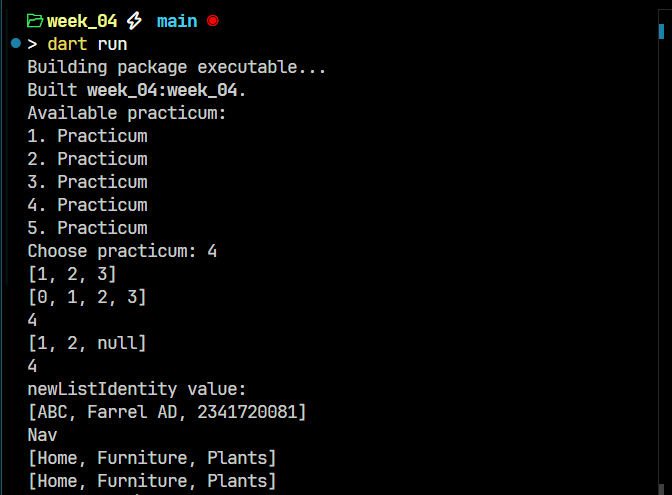 week_04 main
> dart run
Building package executable...
Built week_04:week_04.
Available practicum:
1. Practicum
2. Practicum
3. Practicum
4. Practicum
5. Practicum
Choose practicum: 4
[1, 2, 3]
[0, 1, 2, 3]
4
[1, 2, null]
4
newListIdentity value:
[ABC, Farrel AD, 2341720081]
Nav
[Home, Furniture, Plants]
[Home, Furniture, Plants]